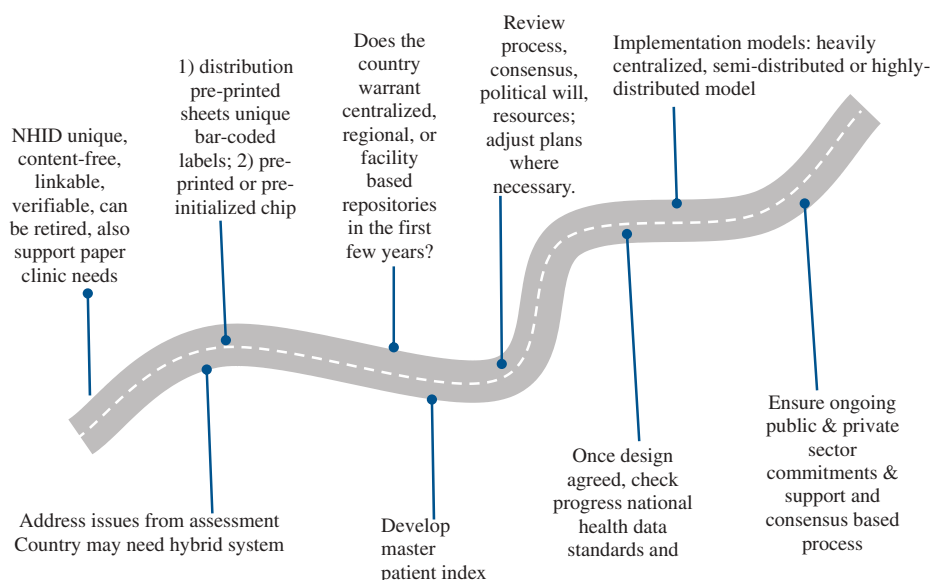 NHID unique,
content-free,
linkable,
verifiable, can
be retired, also
support paper
clinic needs
1) distribution
pre-printed
sheets unique
bar-coded
labels; 2) pre-
printed or pre-
initialized chip
Does the
country
warrant
centralized,
regional, or
facility
based
repositories
in the first
few years?
Review
process,
consensus,
political will,
resources;
adjust plans
where
necessary.
Implementation models: heavily
centralized, semi-distributed or highly-
distributed model
Address issues from assessment
Country may need hybrid system
Develop
master
patient index
Once design
agreed, check
progress national
health data
standards and
Ensure ongoing
public & private
sector
commitments &
support and
consensus based
process